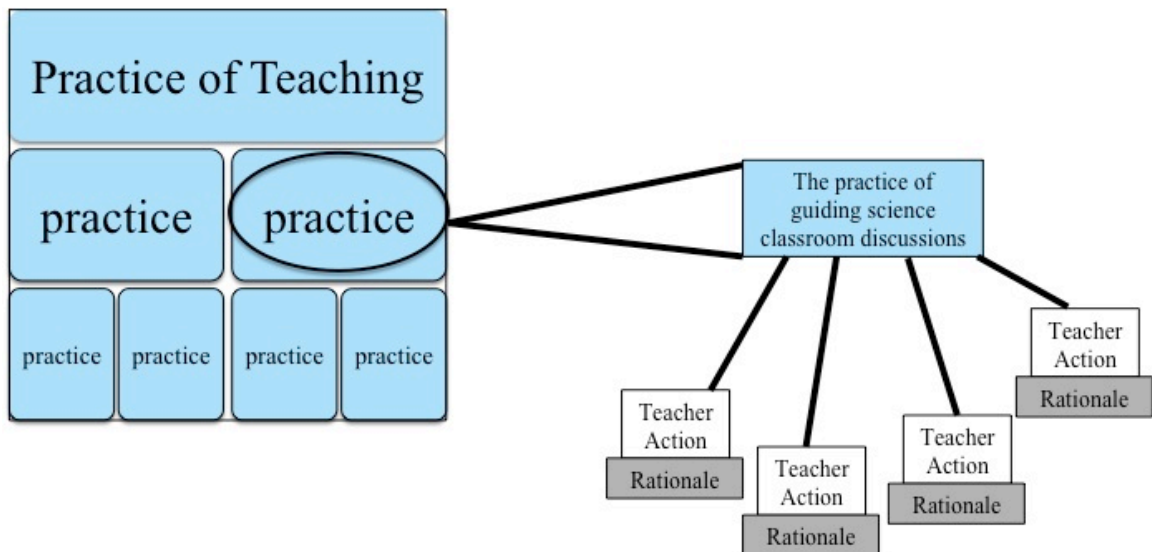 Practice of Teaching
practice
practice
practice
practice
practice
practice
The practice of
guiding science
classroom discussions
Teacher
Action
Rationale
Teacher
Action
Rationale
Teacher
Action
Rationale
Teacher
Action
Rationale